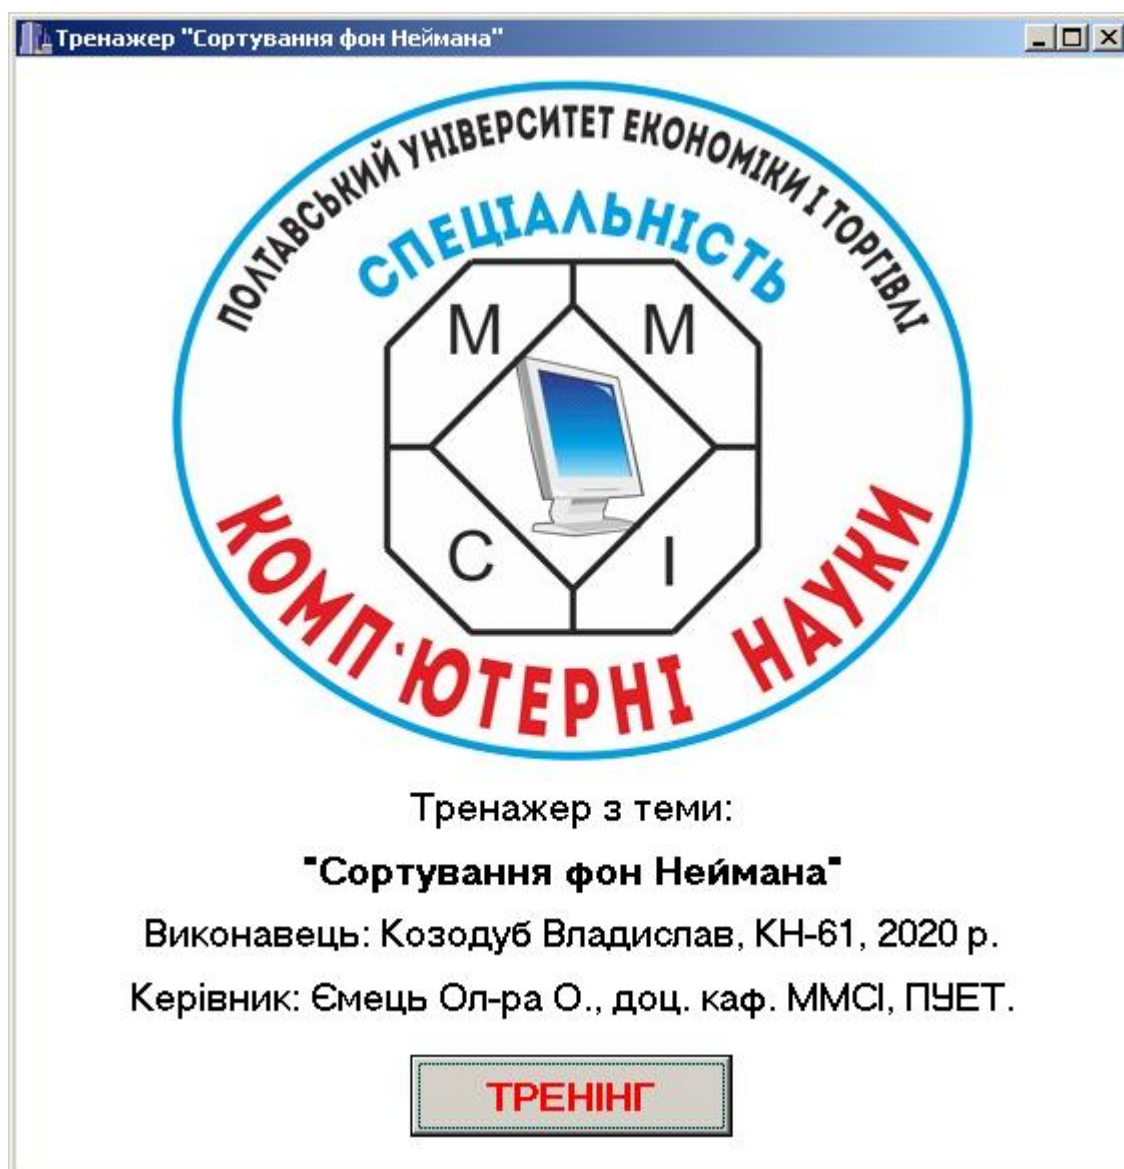 Тренажер "Сортування фон Неймана"
ПОЛТАВСЬКИЙ УНІВЕРСИТЕТ ЕКОНОМІКИ І ТОРГІВЛІ
СПЕЦІАЛЬНІСТЬ
М М
С І
КОМП'ЮТЕРНІ НАУКИ
Тренажер з теми:
"Сортування фон Неймана"
Виконавець: Козодуб Владислав, КН-61, 2020 р.
Керівник: Ємець Ол-ра О., доц. каф. ММСІ, ПУЕТ.
ТРЕНІНГ